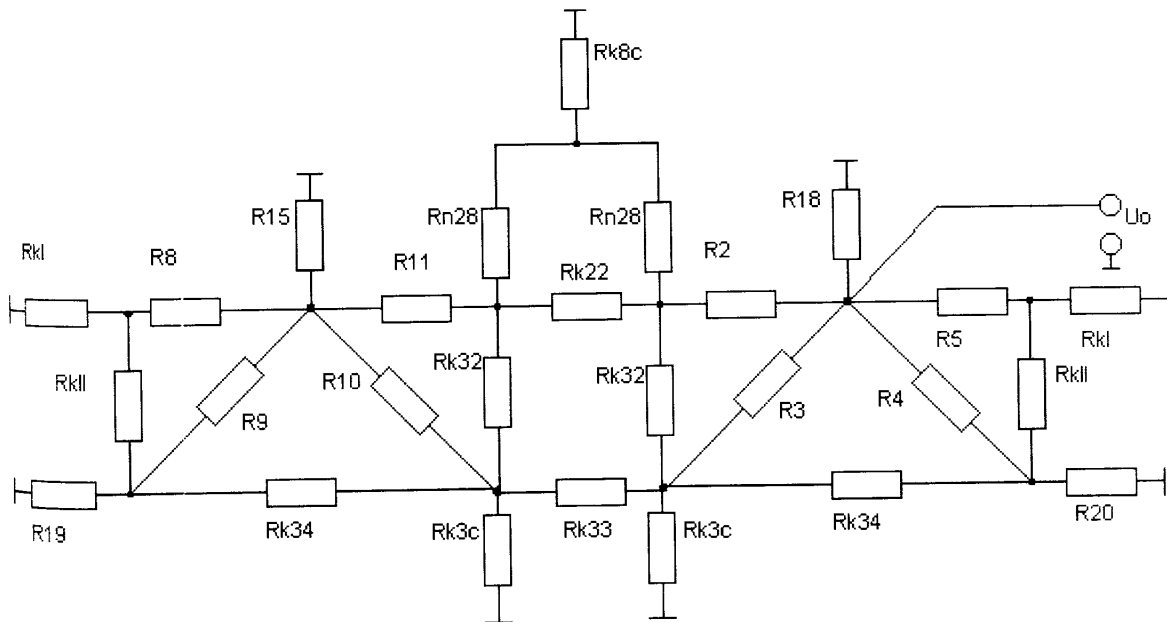 Rk8c
R15
Rn28
Rn28
R18
Uo
RkI
R8
R11
Rk22
R2
R5
RkI
RkII
R9
R10
Rk32
Rk32
R3
R4
RkII
R19
Rk34
Rk3c
Rk33
Rk3c
Rk34
R20